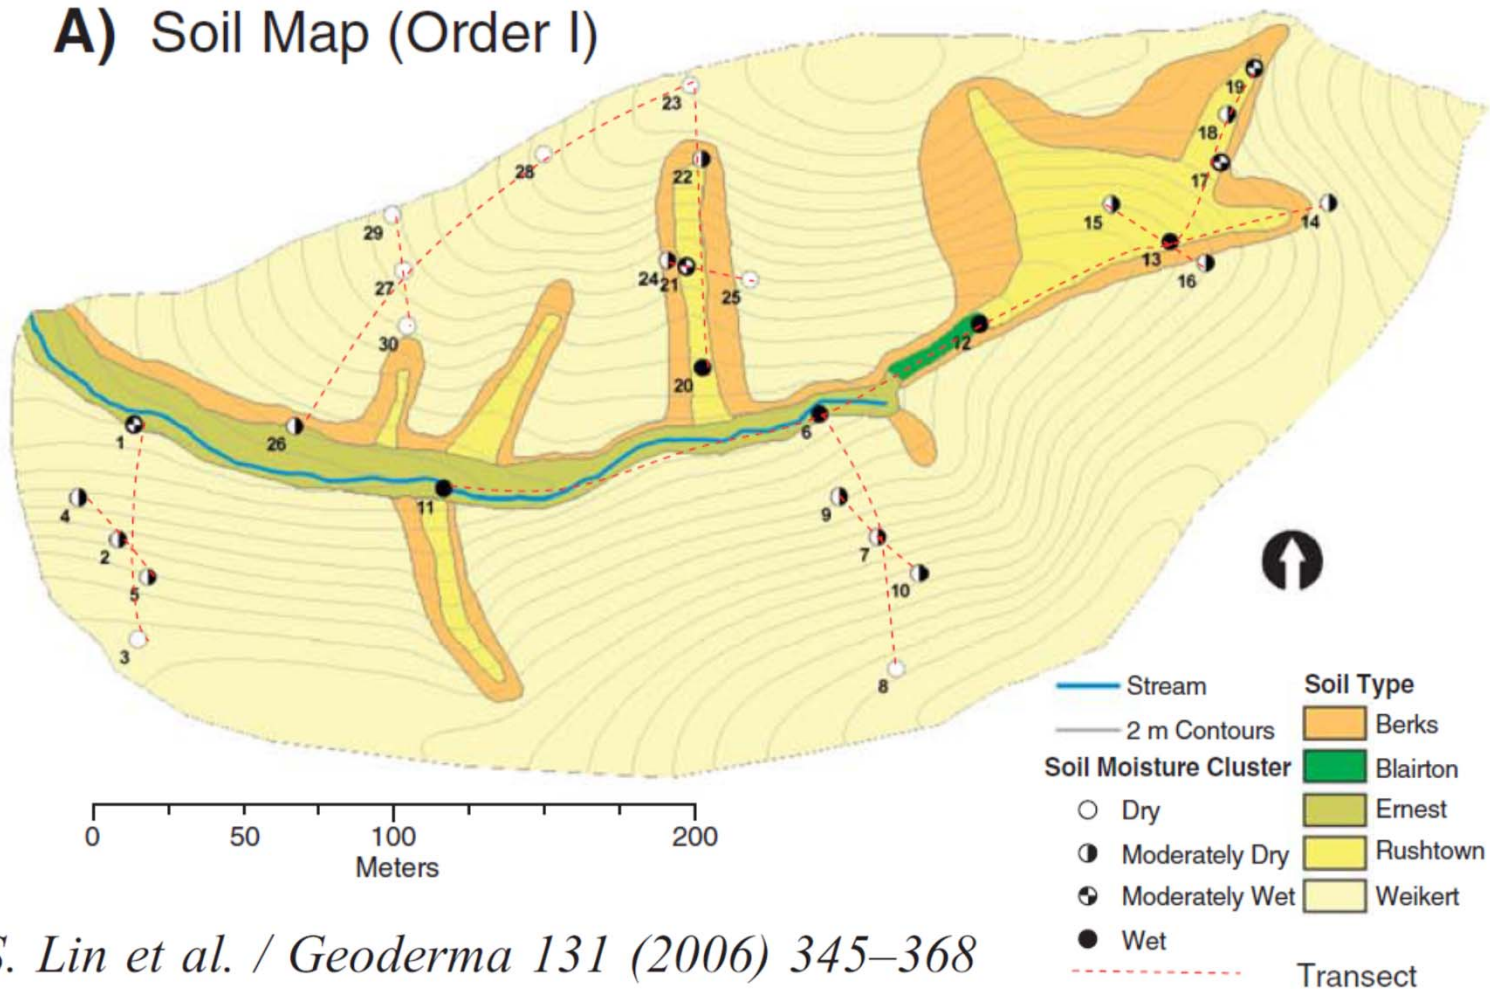 A) Soil Map (Order I)
19
23
18
22
28
17
15
14
29
13
24
21
25
16
27
12
30
20
1
26
6
11
9
4
7
2
10
5
3
8
Stream
2 m Contours
Soil Moisture Cluster
Dry
Moderately Dry
Moderately Wet
Wet
Transect
Soil Type
Berks
Blairton
Ernest
Rushtown
Weikert
0 50 100 200
Meters
S. Lin et al. / Geoderma 131 (2006) 345–368